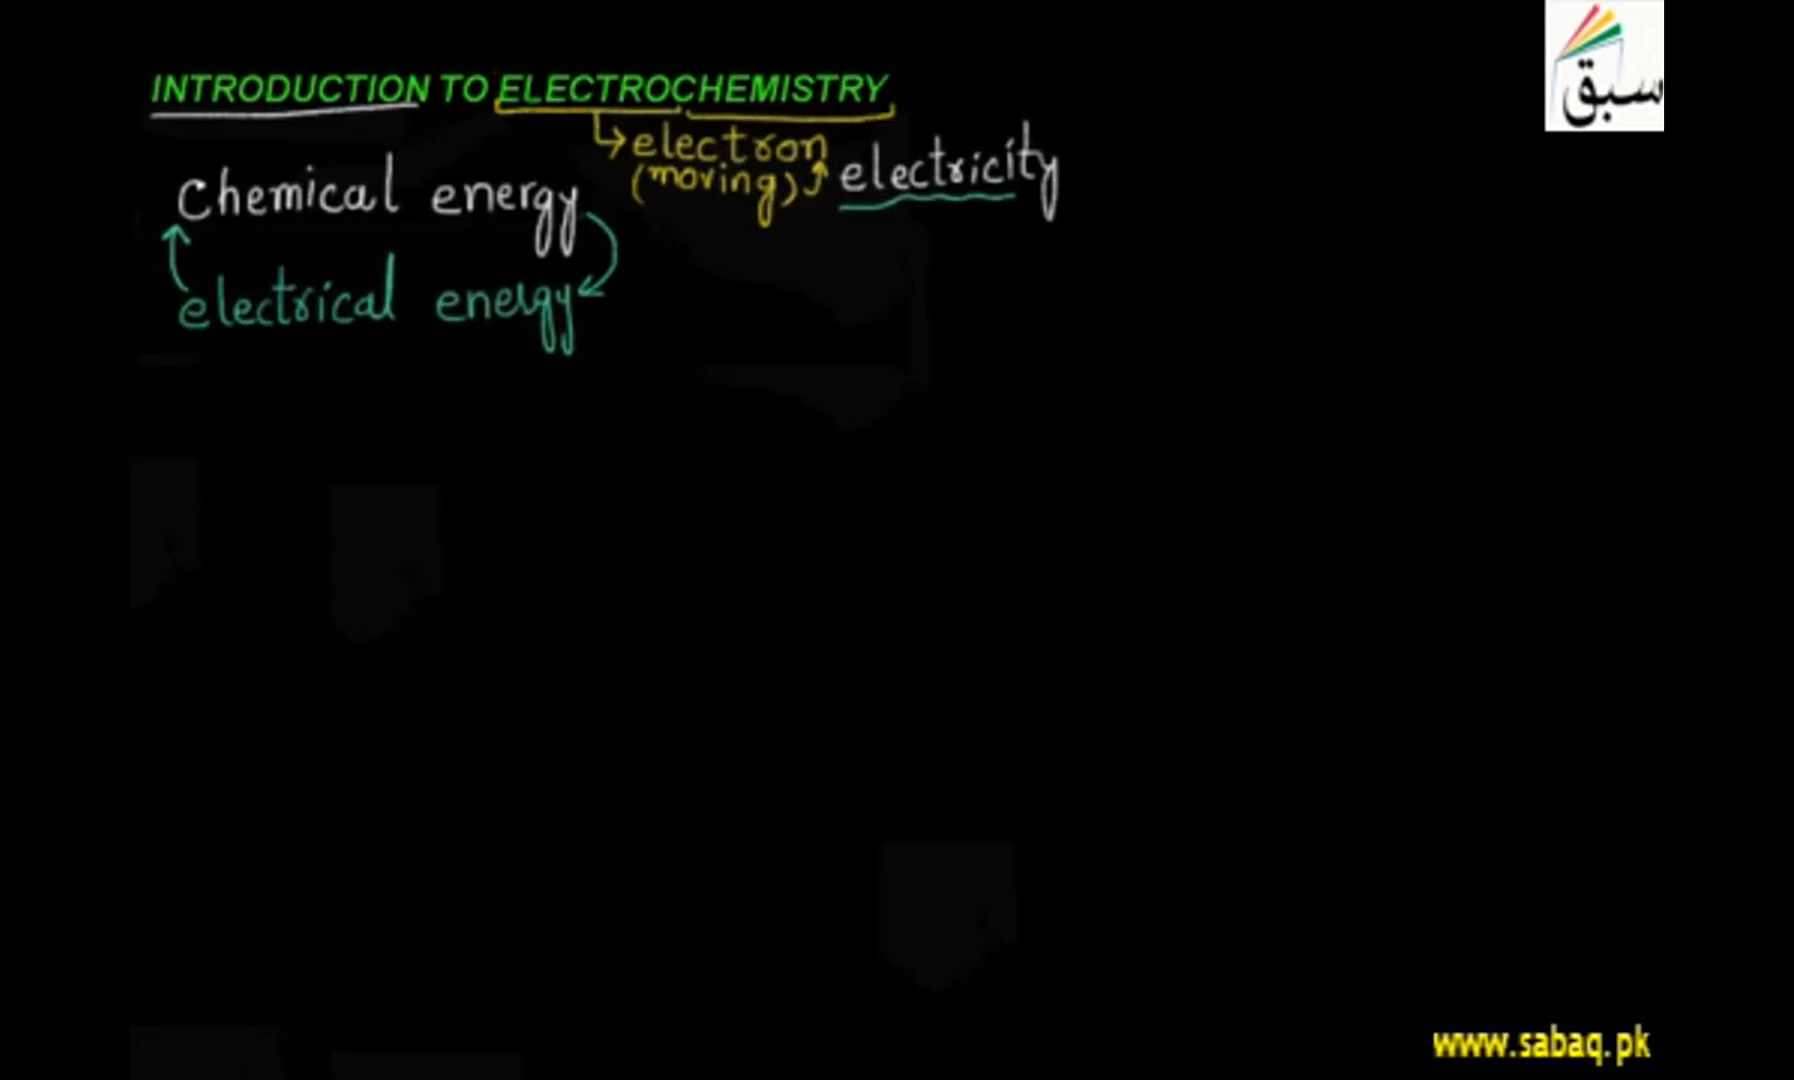 سبق
INTRODUCTION TO ELECTROCHEMISTRY
↳ electron
(moving) electricity
Chemical energy
electrical energy
www.sabaq.pk